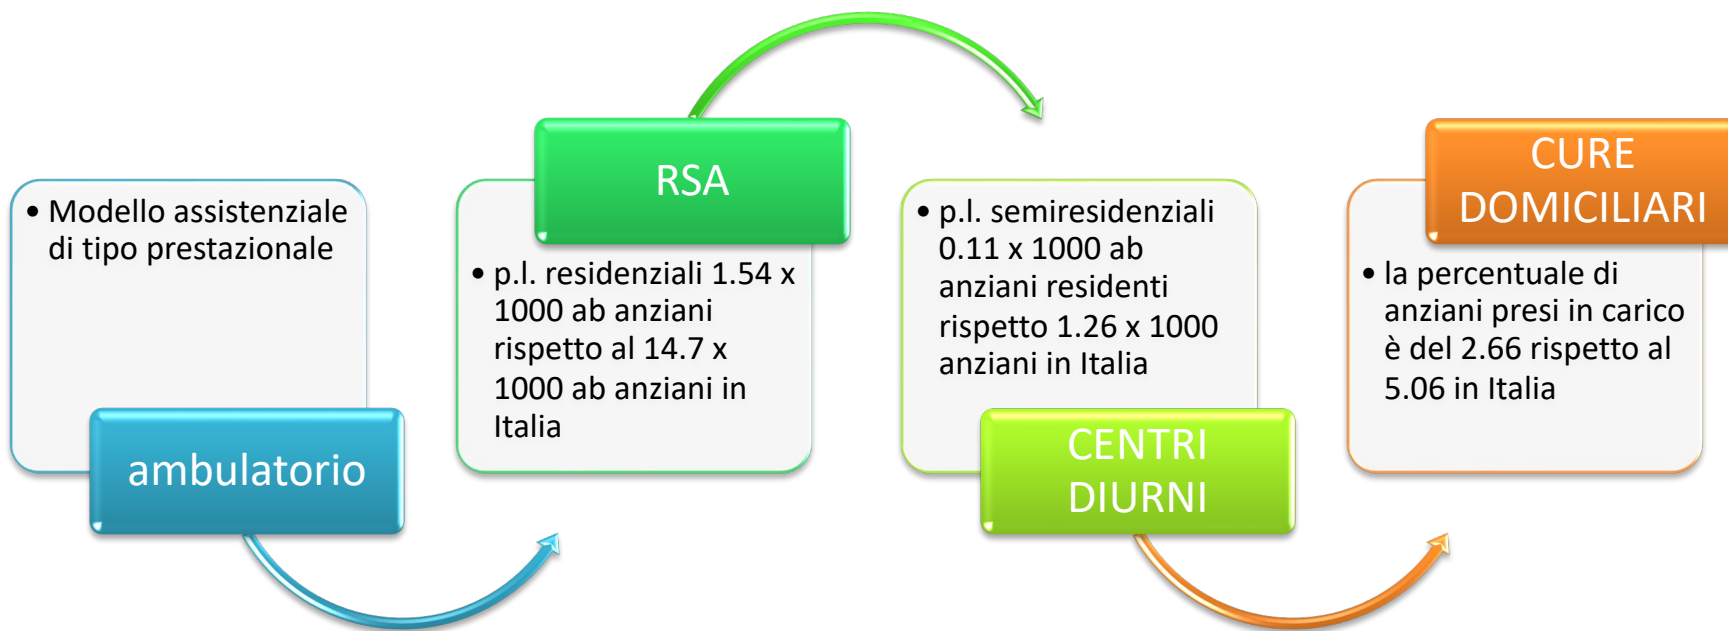 • Modello assistenziale
di tipo prestazionale
ambulatorio
RSA
• p.l. residenziali 1.54 x
1000 ab anziani
rispetto al 14.7 x
1000 ab anziani in
Italia
• p.l. semiresidenziali
0.11 x 1000 ab
anziani residenti
rispetto 1.26 x 1000
anziani in Italia
CENTRI
DIURNI
CURE
DOMICILIARI
• la percentuale di
anziani presi in carico
è del 2.66 rispetto al
5.06 in Italia